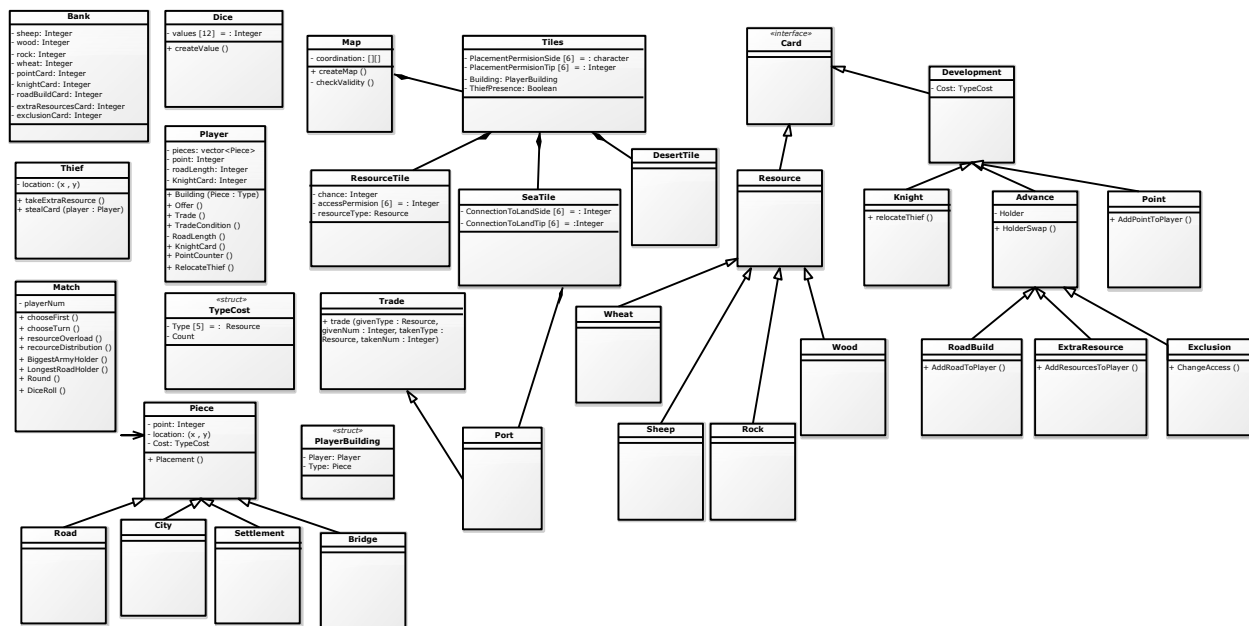 Bank
- sheep: Integer
- wood: Integer
- rock: Integer
- wheat: Integer
- pointCard: Integer
- knightCard: Integer
- roadBuildCard: Integer
- extraResourcesCard: Integer
- exclusionCard: Integer
Dice
- values [12] = : Integer
+ createValue ()
Map
- coordination: [][]
+ createMap ()
- checkValidity ()
Tiles
- PlacementPermisionSide [6] = : character
- PlacementPermisionTip [6] = : Integer
- Building: PlayerBuilding
- ThiefPresence: Boolean
«interface»
Card
Development
- Cost: TypeCost
Thief
- location: (x , y)
+ takeExtraResource ()
- stealCard (player : Player)
Player
- pieces: vector<Piece>
- point: Integer
- roadLength: Integer
- KnightCard: Integer
+ Building (Piece : Type)
+ Offer ()
+ Trade ()
+ TradeCondition ()
- RoadLength ()
+ KnightCard ()
+ PointCounter ()
+ RelocateThief ()
ResourceTile
- chance: Integer
- accessPermision [6] = : Integer
- resourceType: Resource
SeaTile
- ConnectionToLandSide [6] = : Integer
- ConnectionToLandTip [6] = :Integer
DesertTile
Resource
Knight
+ relocateThief ()
Advance
- Holder
+ HolderSwap ()
Point
+ AddPointToPlayer ()
Match
- playerNum
+ chooseFirst ()
+ chooseTurn ()
+ resourceOverload ()
+ recourceDistribution ()
+ BiggestArmyHolder ()
+ LongestRoadHolder ()
+ Round ()
+ DiceRoll ()
«struct»
TypeCost
- Type [5] = : Resource
- Count
Trade
+ trade (givenType : Resource,
givenNum : Integer, takenType :
Resource, takenNum : Integer)
Wheat
Wood
RoadBuild
+ AddRoadToPlayer ()
ExtraResource
+ AddResourcesToPlayer ()
Exclusion
+ ChangeAccess ()
Piece
- point: Integer
- location: (x , y)
- Cost: TypeCost
+ Placement ()
«struct»
PlayerBuilding
- Player: Player
- Type: Piece
Port
Sheep
Rock
Road
City
Settlement
Bridge